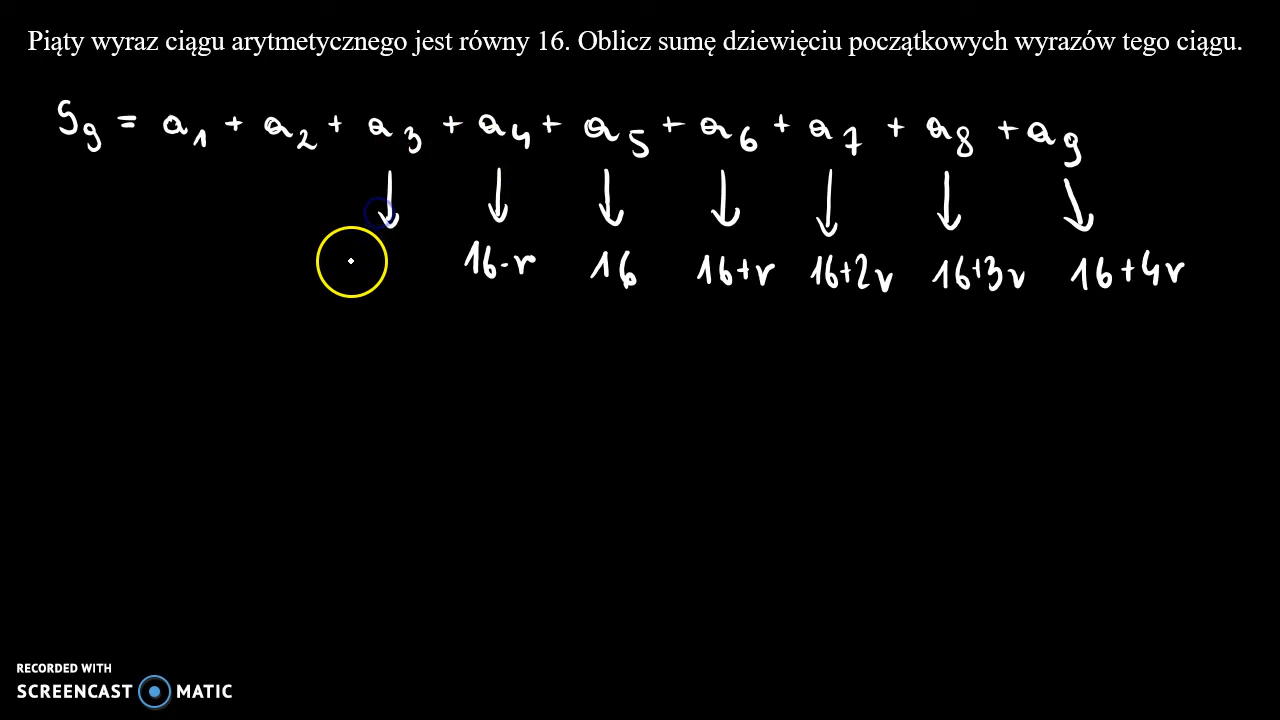 Piąty wyraz ciągu arytmetycznego jest równy 16. Oblicz sumę dziewięciu początkowych wyrazów tego ciągu.
S₉ = a₁ + a₂ + a₃ + a₄ + a₅ + a₆ + a₇ + a₈ + a₉
↓ ↓ ↓ ↓ ↓ ↓ ↓
16-r 16 16+r 16+2r 16+3r 16+4r
RECORDED WITH
SCREENCAST MATIC